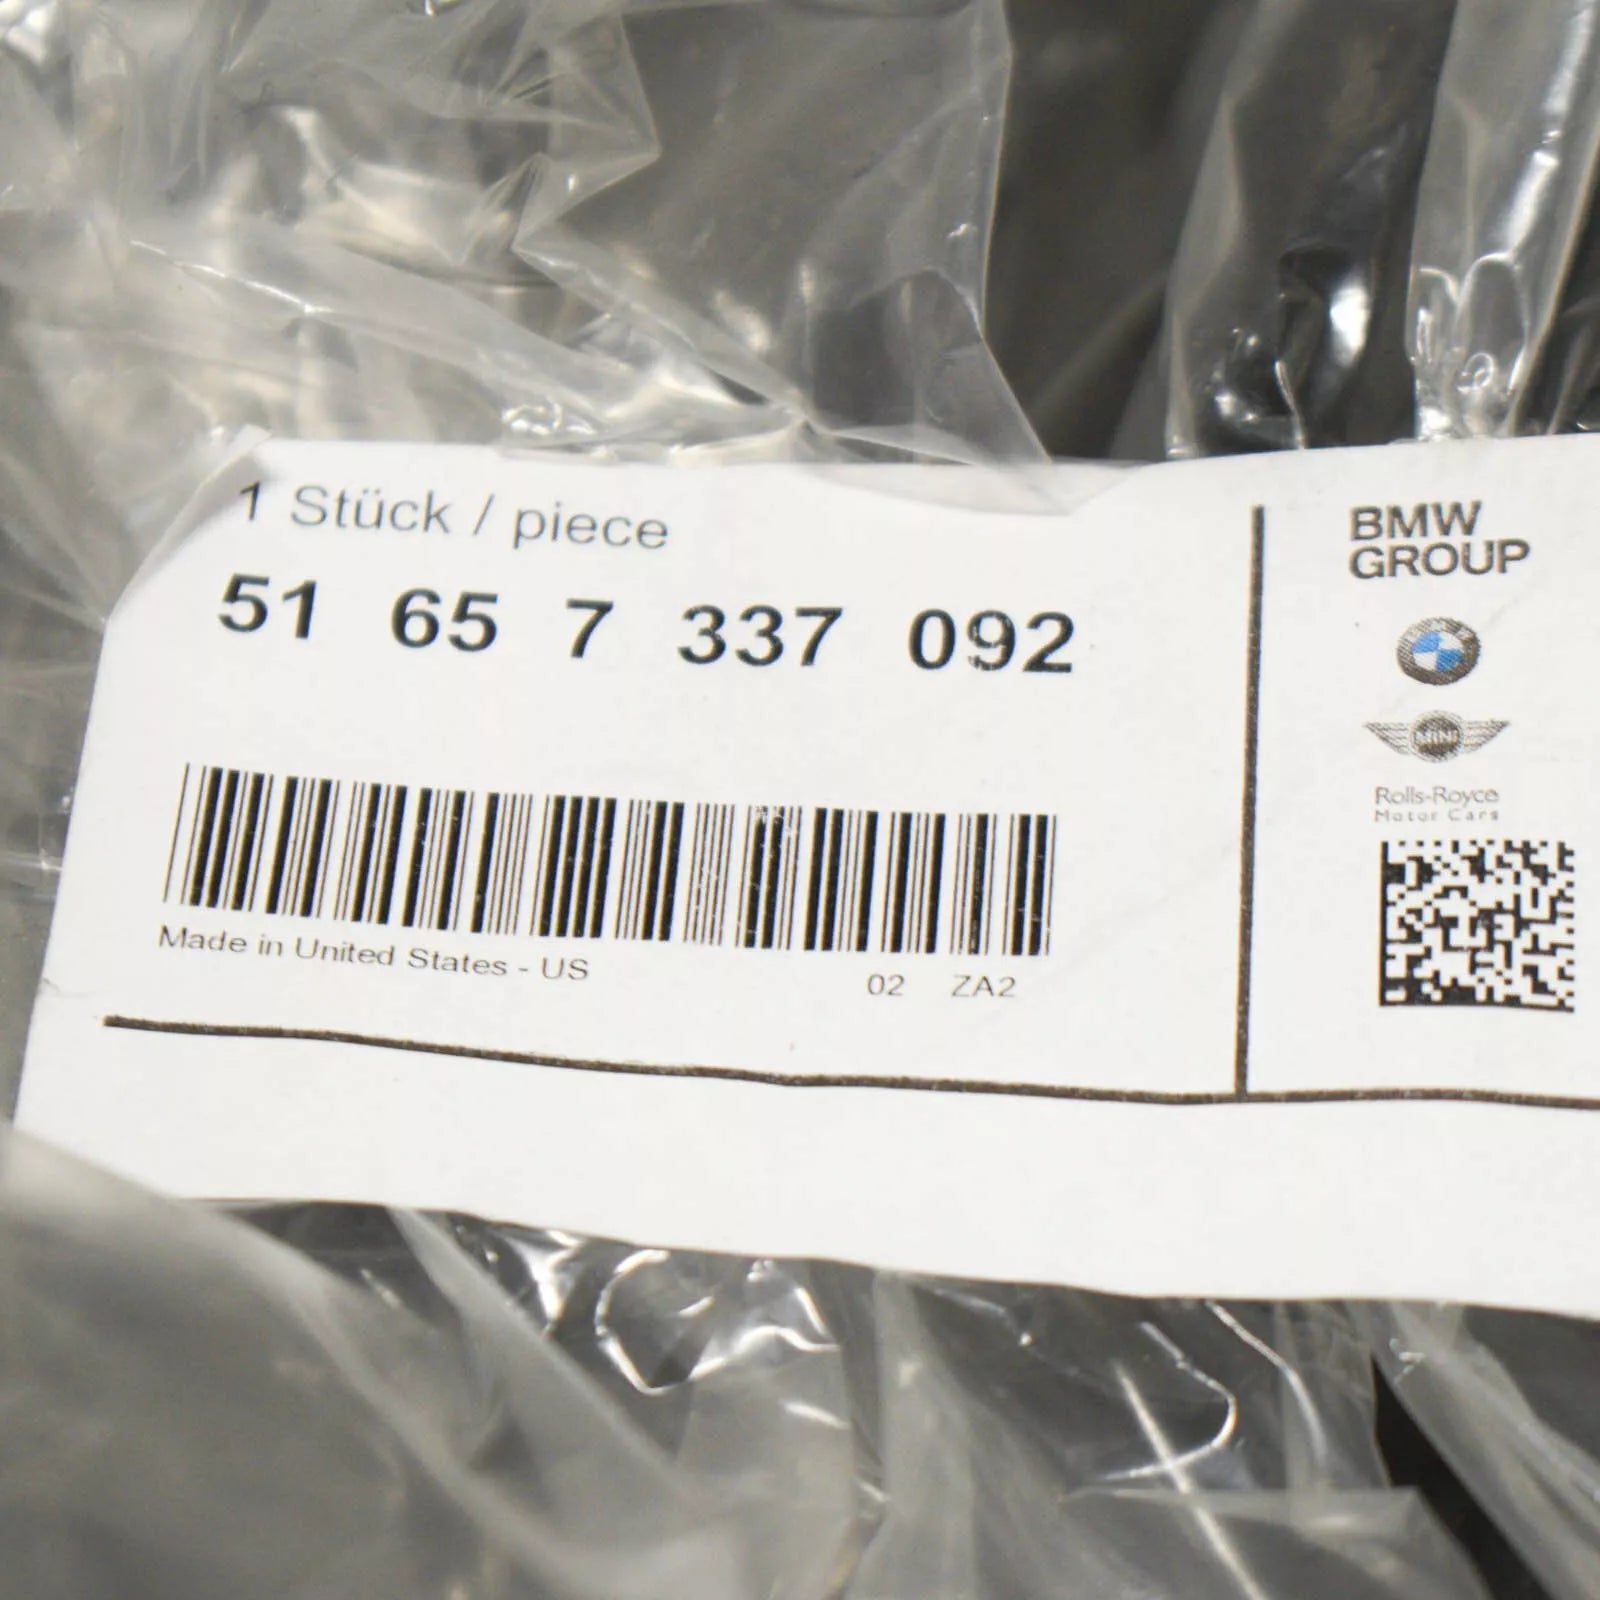 1 Stück / piece
51 65 7 337 092
Made in United States - US
02 ZA2
BMW
GROUP
MINI
Rolls-Royce
Motor Cars